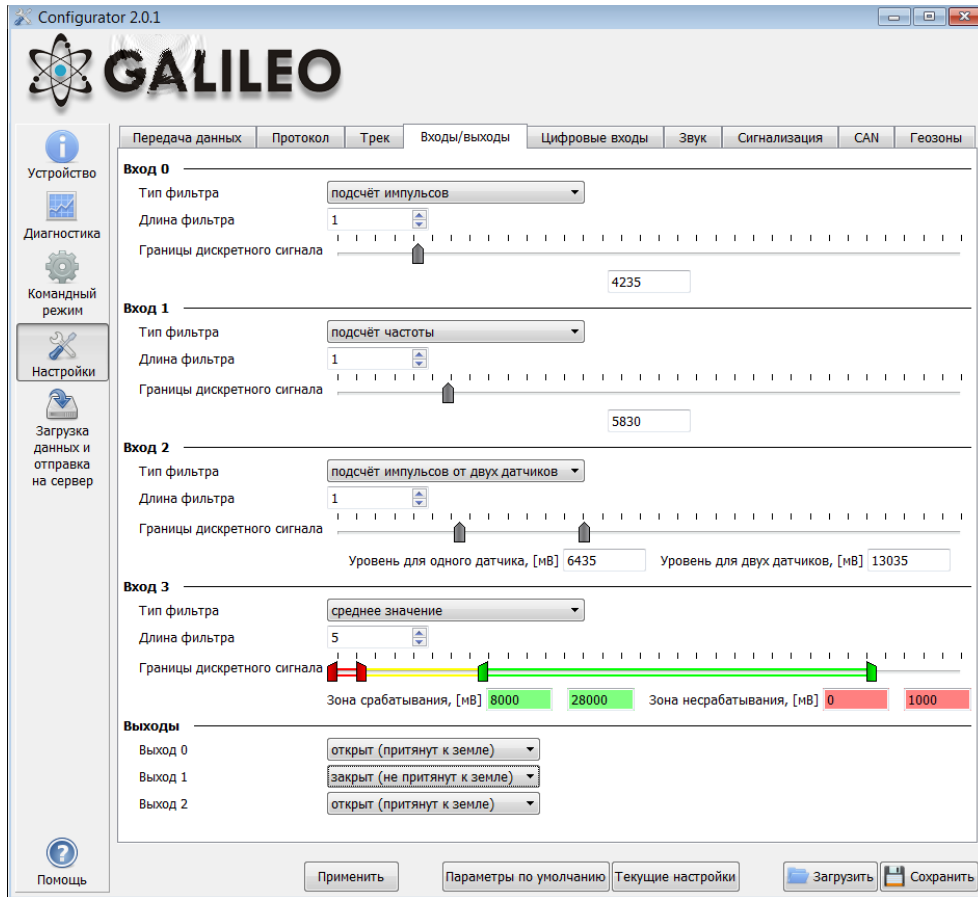 Configurator 2.0.1
GALILEO
Устройство
Диагностика
Командный
режим
Настройки
Загрузка
данных и
отправка
на сервер
Помощь
Передача данных Протокол Трек Входы/выходы Цифровые входы Звук Сигнализация CAN Геозоны
Вход 0
Тип фильтра подсчёт импульсов
Длина фильтра 1
Границы дискретного сигнала
4235
Вход 1
Тип фильтра подсчёт частоты
Длина фильтра 1
Границы дискретного сигнала
5830
Вход 2
Тип фильтра подсчёт импульсов от двух датчиков
Длина фильтра 1
Границы дискретного сигнала
Уровень для одного датчика, [мВ] 6435 Уровень для двух датчиков, [мВ] 13035
Вход 3
Тип фильтра среднее значение
Длина фильтра 5
Границы дискретного сигнала
Зона срабатывания, [мВ] 8000 28000 Зона несрабатывания, [мВ] 0 1000
Выходы
Выход 0 открыт (притянут к земле)
Выход 1 закрыт (не притянут к земле)
Выход 2 открыт (притянут к земле)
Применить Параметры по умолчанию Текущие настройки Загрузить Сохранить